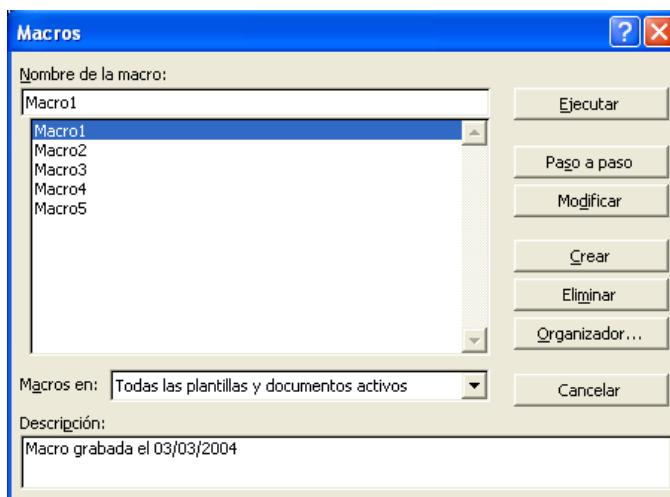 Macros
Nombre de la macro:
Macro1
Ejecutar
Macro1
Macro2
Macro3
Macro4
Macro5
Paso a paso
Modificar
Crear
Eliminar
Organizador...
Macros en: Todas las plantillas y documentos activos
Cancelar
Descripción:
Macro grabada el 03/03/2004